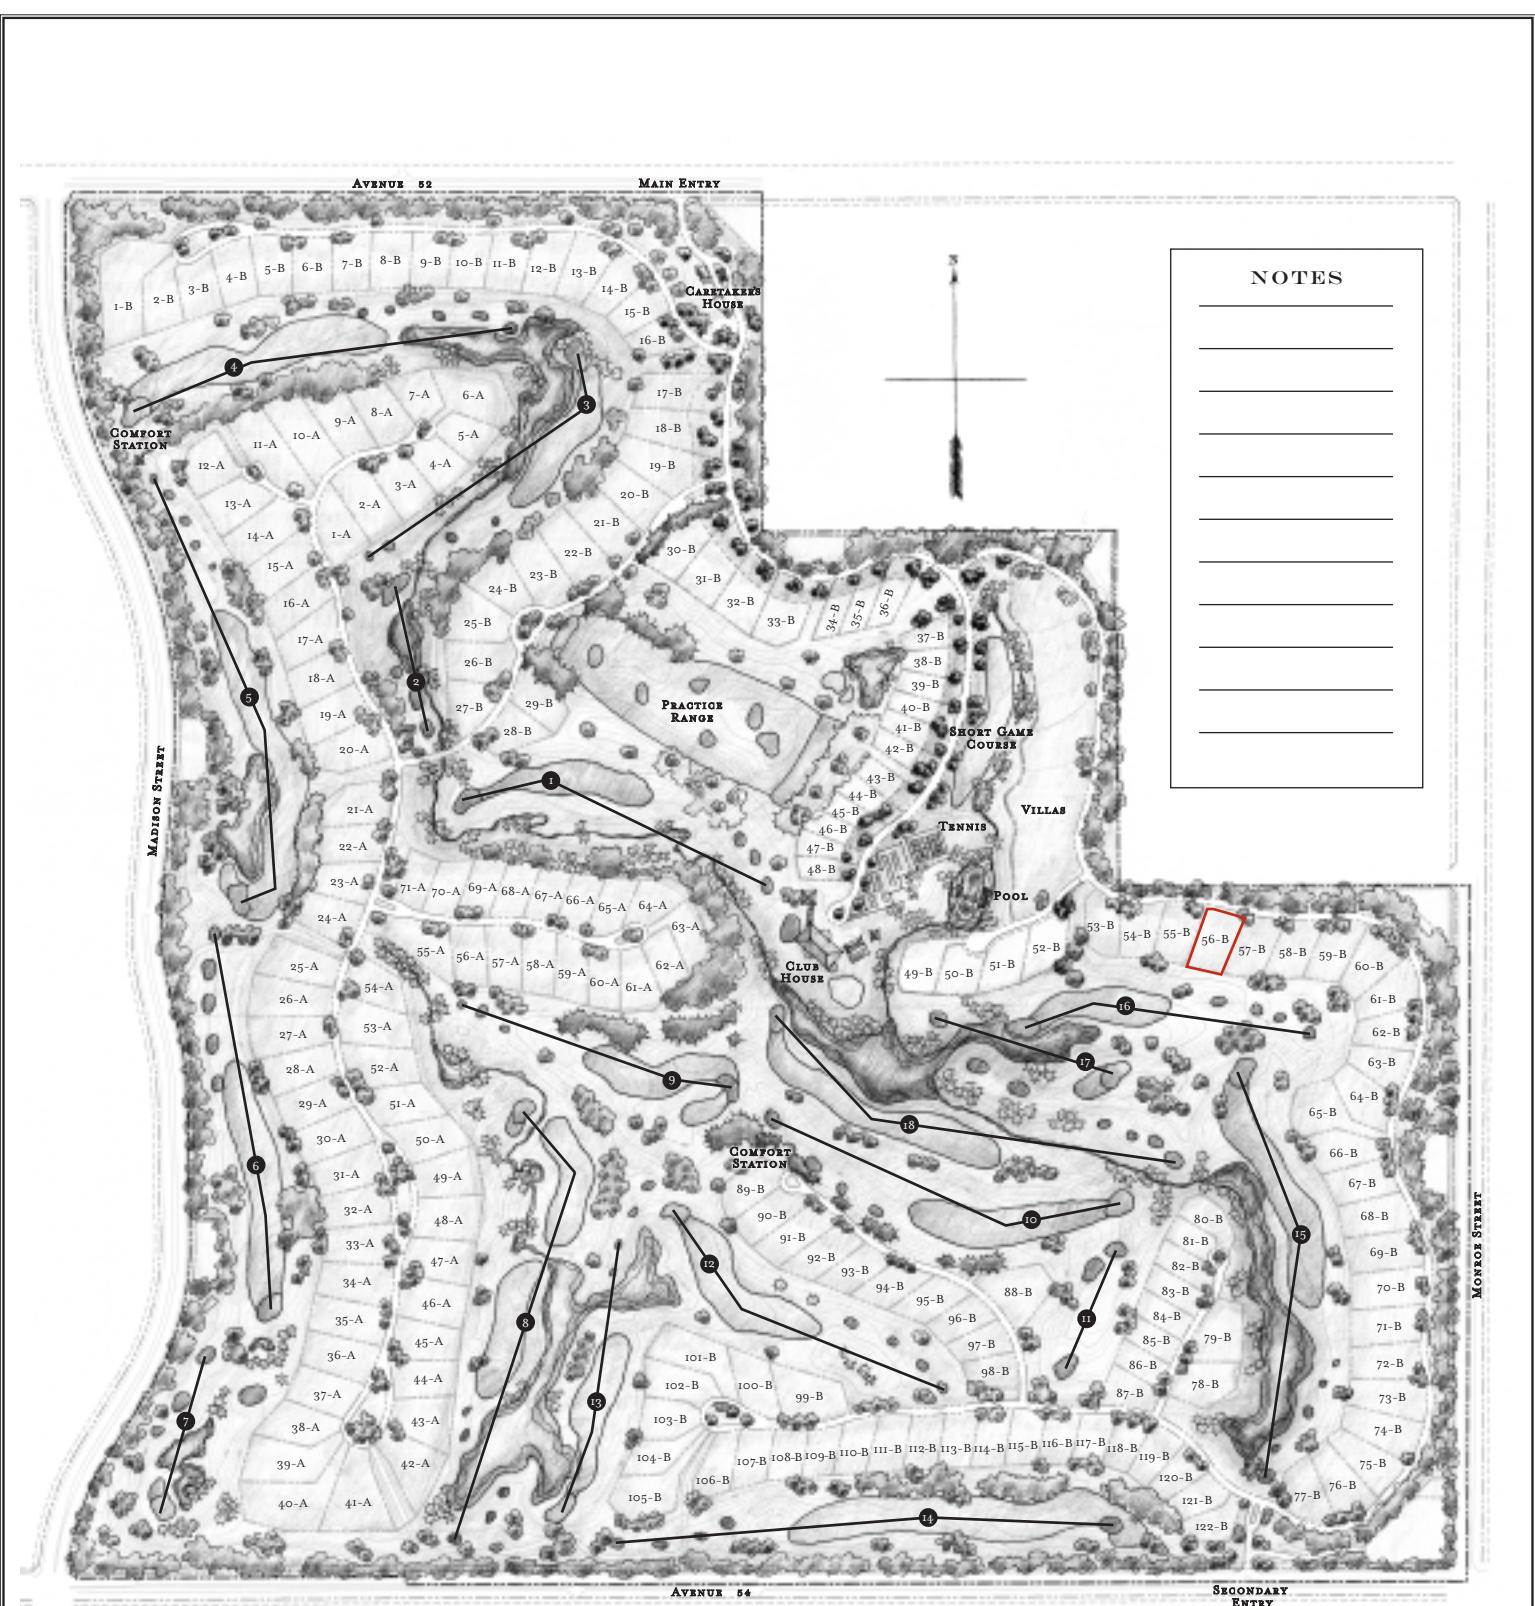 AVENUE 52
MAIN ENTRY
N
NOTES
CARETAKER'S
HOUSE
1-B
2-B
3-B
4-B
5-B
6-B
7-B
8-B
9-B
10-B
11-B
12-B
13-B
14-B
15-B
16-B
17-B
18-B
19-B
20-B
21-B
22-B
23-B
24-B
25-B
26-B
27-B
28-B
29-B
30-B
31-B
32-B
33-B
34-B
35-B
36-B
37-B
38-B
39-B
40-B
41-B
42-B
43-B
44-B
45-B
46-B
47-B
48-B
4
3
COMFORT
STATION
7-A
6-A
8-A
9-A
10-A
11-A
12-A
5-A
4-A
3-A
2-A
1-A
13-A
14-A
15-A
16-A
17-A
18-A
19-A
20-A
21-A
22-A
23-A
24-A
5
2
1
MADISON STREET
PRACTICE
RANGE
SHORT GAME
COURSE
VILLAS
TENNIS
POOL
CLUB
HOUSE
71-A
70-A
69-A
68-A
67-A
66-A
65-A
64-A
63-A
62-A
61-A
60-A
59-A
58-A
57-A
56-A
55-A
54-A
53-A
52-A
51-A
50-A
49-A
48-A
47-A
46-A
45-A
44-A
43-A
42-A
41-A
40-A
39-A
38-A
37-A
36-A
35-A
34-A
33-A
32-A
31-A
30-A
29-A
28-A
27-A
26-A
25-A
49-B
50-B
51-B
52-B
53-B
54-B
55-B
56-B
57-B
58-B
59-B
60-B
61-B
62-B
63-B
64-B
65-B
66-B
67-B
68-B
69-B
70-B
71-B
72-B
73-B
74-B
75-B
76-B
77-B
16
17
9
18
6
COMFORT
STATION
10
15
12
8
11
13
7
14
MONROE STREET
78-B
79-B
80-B
81-B
82-B
83-B
84-B
85-B
86-B
87-B
88-B
89-B
90-B
91-B
92-B
93-B
94-B
95-B
96-B
97-B
98-B
99-B
100-B
101-B
102-B
103-B
104-B
105-B
106-B
107-B
108-B
109-B
110-B
111-B
112-B
113-B
114-B
115-B
116-B
117-B
118-B
119-B
120-B
121-B
122-B
AVENUE 54
SECONDARY
ENTRY